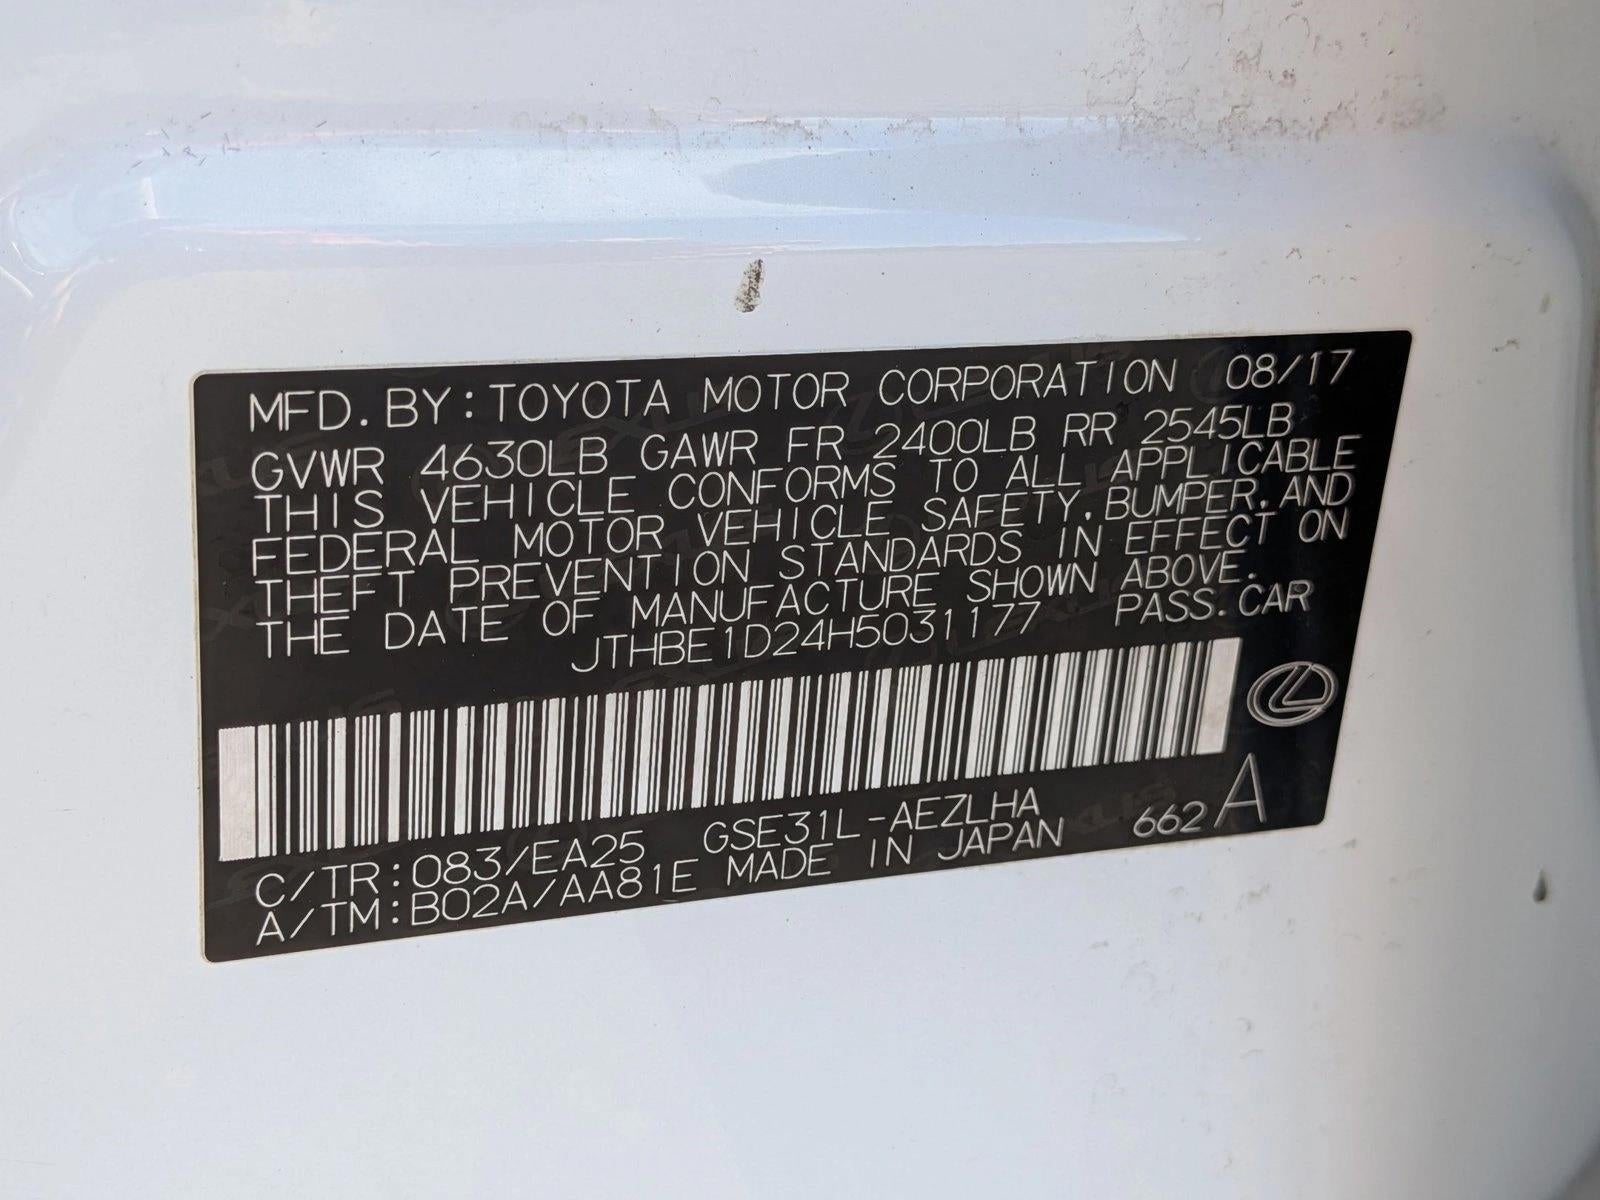 MFD. BY: TOYOTA MOTOR CORPORATION 08/17
GVWR 4630LB GAWR FR 2400LB RR 2545LB
THIS VEHICLE CONFORMS TO ALL APPLICABLE
FEDERAL MOTOR VEHICLE SAFETY, BUMPER, AND
THEFT PREVENTION STANDARDS IN EFFECT ON
THE DATE OF MANUFACTURE SHOWN ABOVE.
JTHBE1D24H5031177 PASS. CAR
C/TR: 083/EA25 GSE31L-AEZLHA 662 A
A/TM: B02A/AA81E MADE IN JAPAN